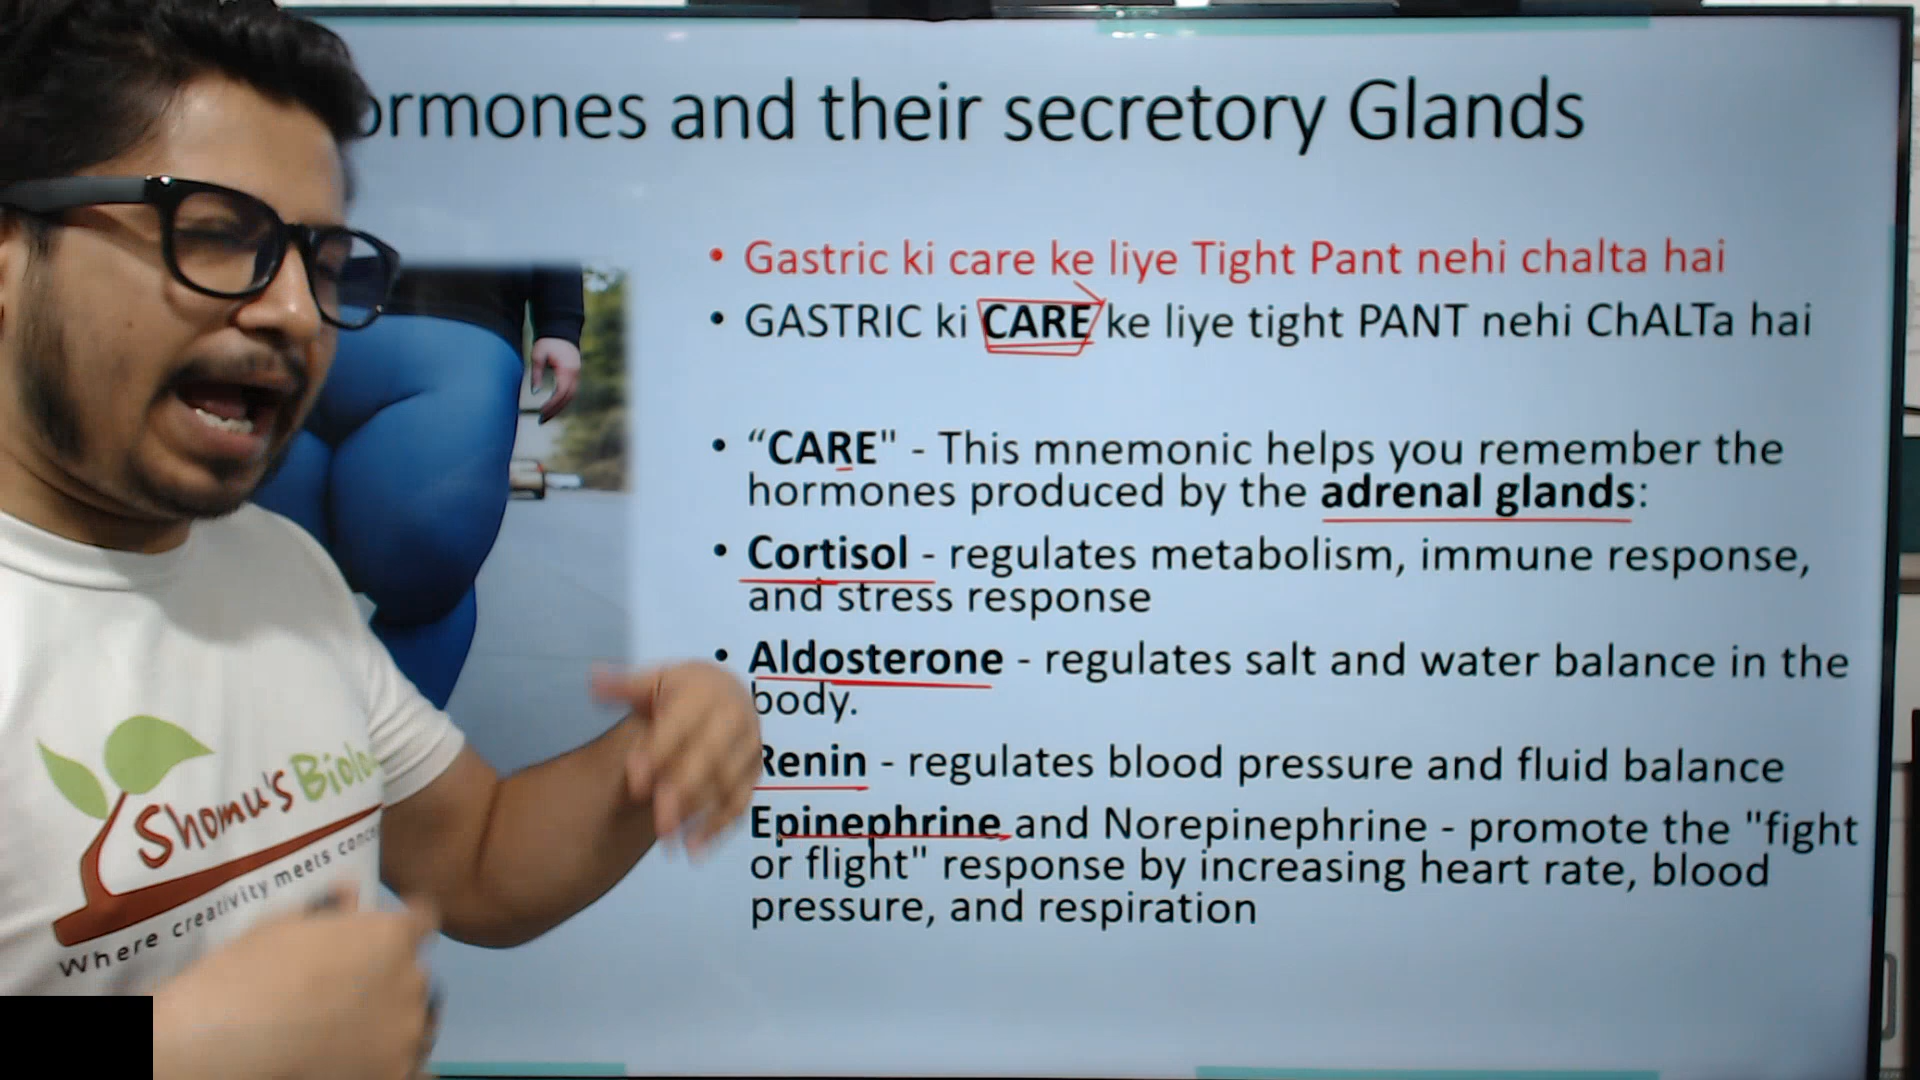 ormones and their secretory Glands
• Gastric ki care ke liye Tight Pant nehi chalta hai
• GASTRIC ki CARE ke liye tight PANT nehi ChALTa hai
• “CARE" - This mnemonic helps you remember the
hormones produced by the adrenal glands:
• Cortisol - regulates metabolism, immune response,
and stress response
• Aldosterone - regulates salt and water balance in the
body.
Renin - regulates blood pressure and fluid balance
Epinephrine and Norepinephrine - promote the "fight
or flight" response by increasing heart rate, blood
pressure, and respiration
Shomu's Biolo
Where creativity meets conce